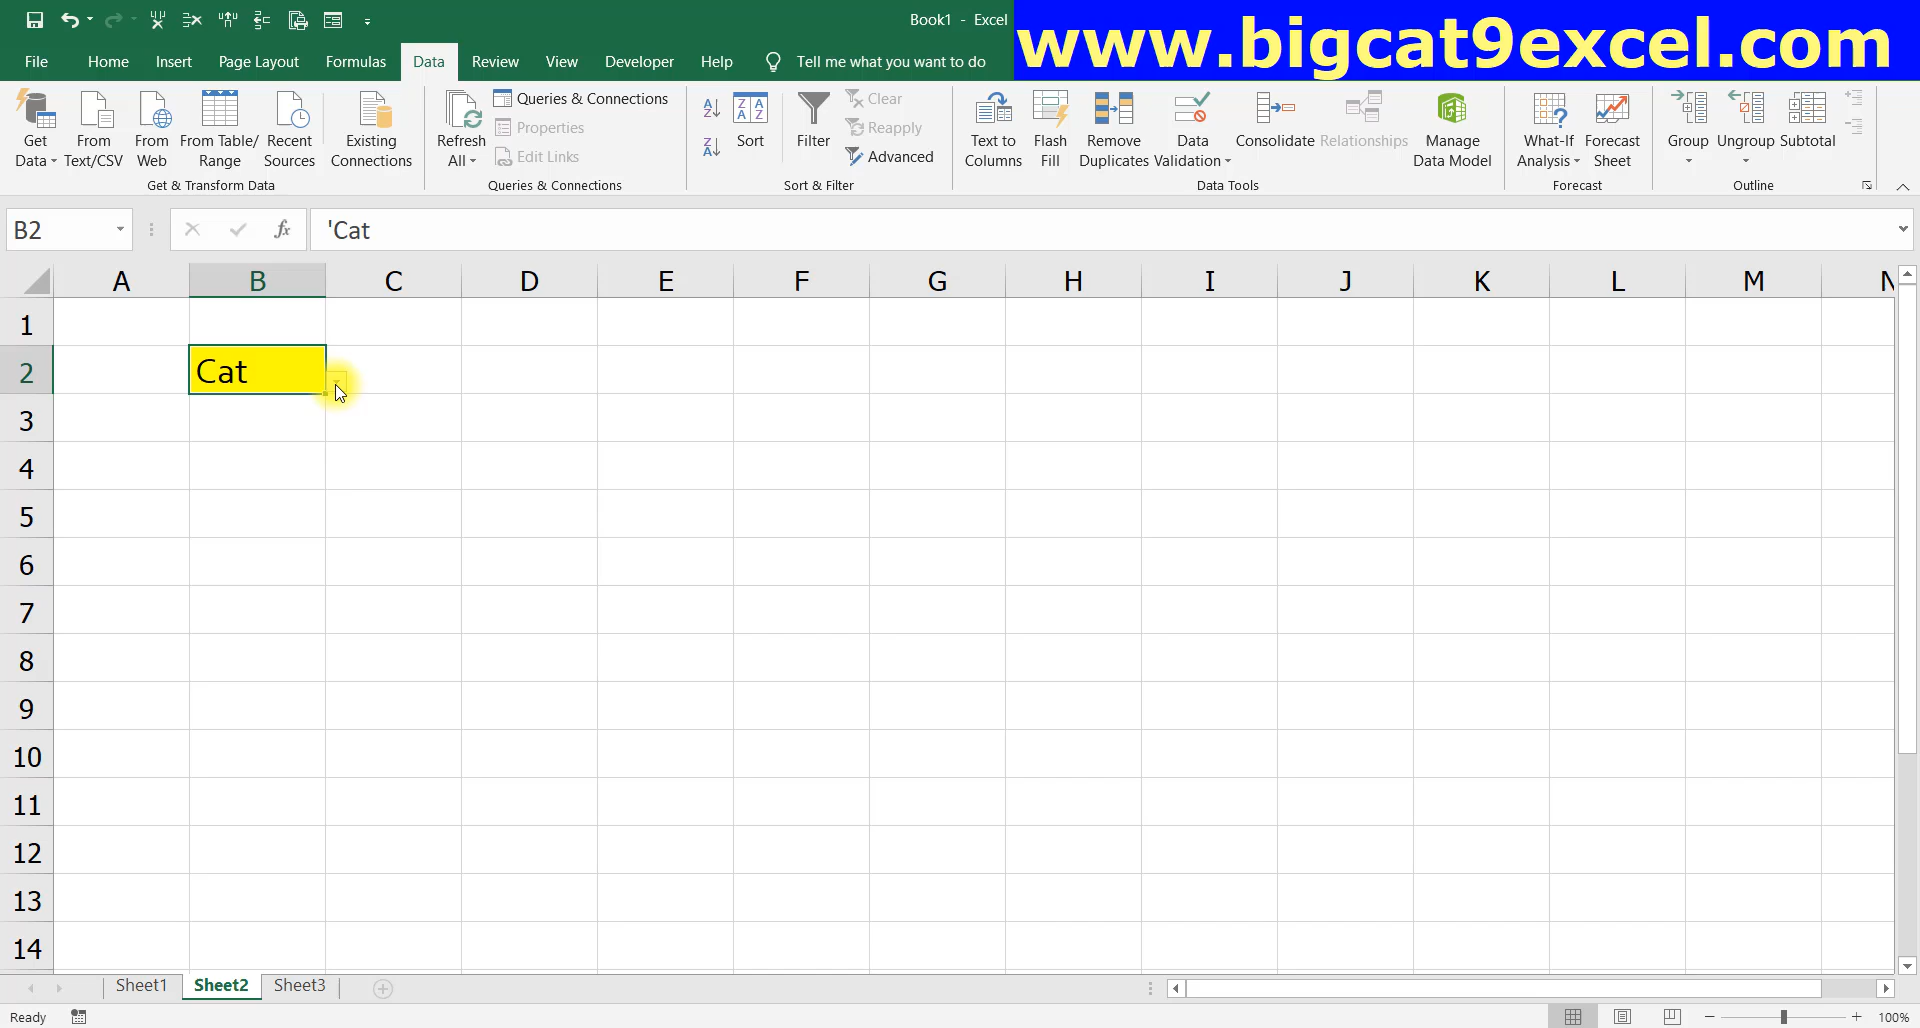 Book1 - Excel
www.bigcat9excel.com
File Home Insert Page Layout Formulas Data Review View Developer Help Tell me what you want to do
Get Data
From Text/CSV
From Web
From Table/ Range
Recent Sources
Existing Connections
Get & Transform Data
Refresh All
Queries & Connections
Properties
Edit Links
Queries & Connections
Sort
Filter
Clear
Reapply
Advanced
Sort & Filter
Text to Columns
Flash Fill
Remove Duplicates
Data Validation
Consolidate
Relationships
Manage Data Model
Data Tools
What-If Analysis
Forecast Sheet
Forecast
Group
Ungroup
Subtotal
Outline
B2 fx 'Cat
A B C D E F G H I J K L M N
1
2 Cat
3
4
5
6
7
8
9
10
11
12
13
14
Sheet1 Sheet2 Sheet3
Ready 100%